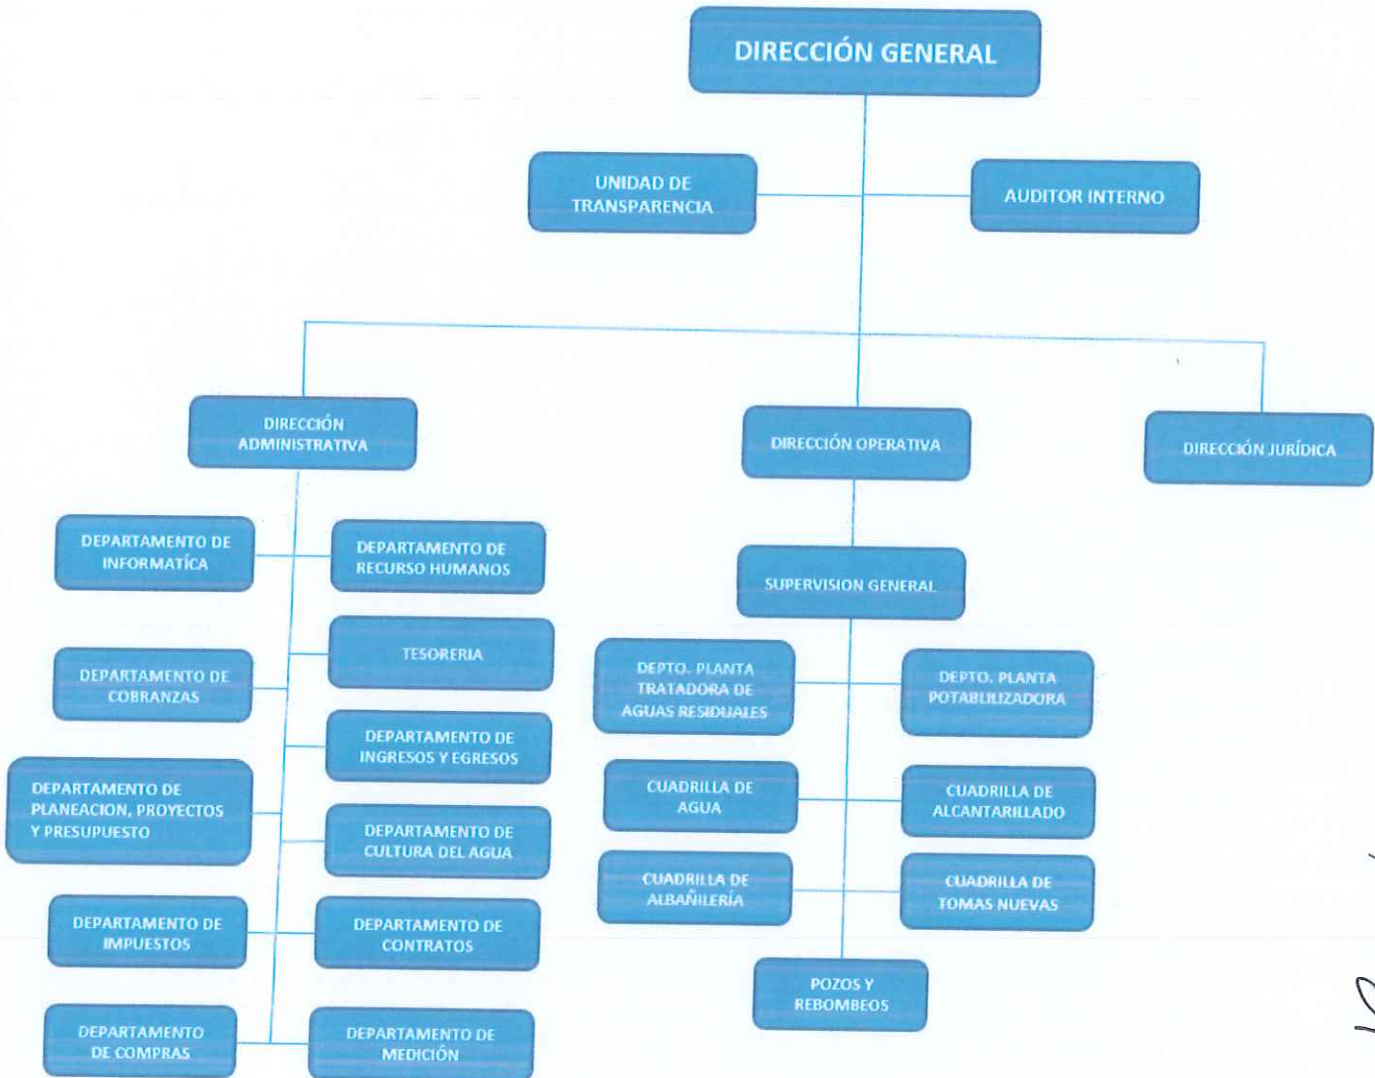 DIRECCIÓN GENERAL
UNIDAD DE
TRANSPARENCIA
AUDITOR INTERNO
DIRECCIÓN
ADMINISTRATIVA
DIRECCIÓN OPERATIVA
DIRECCIÓN JURÍDICA
DEPARTAMENTO DE
INFORMATÍCA
DEPARTAMENTO DE
RECURSO HUMANOS
TESORERIA
DEPARTAMENTO DE
COBRANZAS
DEPARTAMENTO DE
INGRESOS Y EGRESOS
DEPARTAMENTO DE
PLANEACION, PROYECTOS
Y PRESUPUESTO
DEPARTAMENTO DE
CULTURA DEL AGUA
DEPARTAMENTO DE
IMPUESTOS
DEPARTAMENTO DE
CONTRATOS
DEPARTAMENTO
DE COMPRAS
DEPARTAMENTO DE
MEDICIÓN
SUPERVISION GENERAL
DEPTO. PLANTA
TRATADORA DE
AGUAS RESIDUALES
DEPTO. PLANTA
POTABLILIZADORA
CUADRILLA DE
AGUA
CUADRILLA DE
ALCANTARILLADO
CUADRILLA DE
ALBAÑILERÍA
CUADRILLA DE
TOMAS NUEVAS
POZOS Y
REBOMBEOS